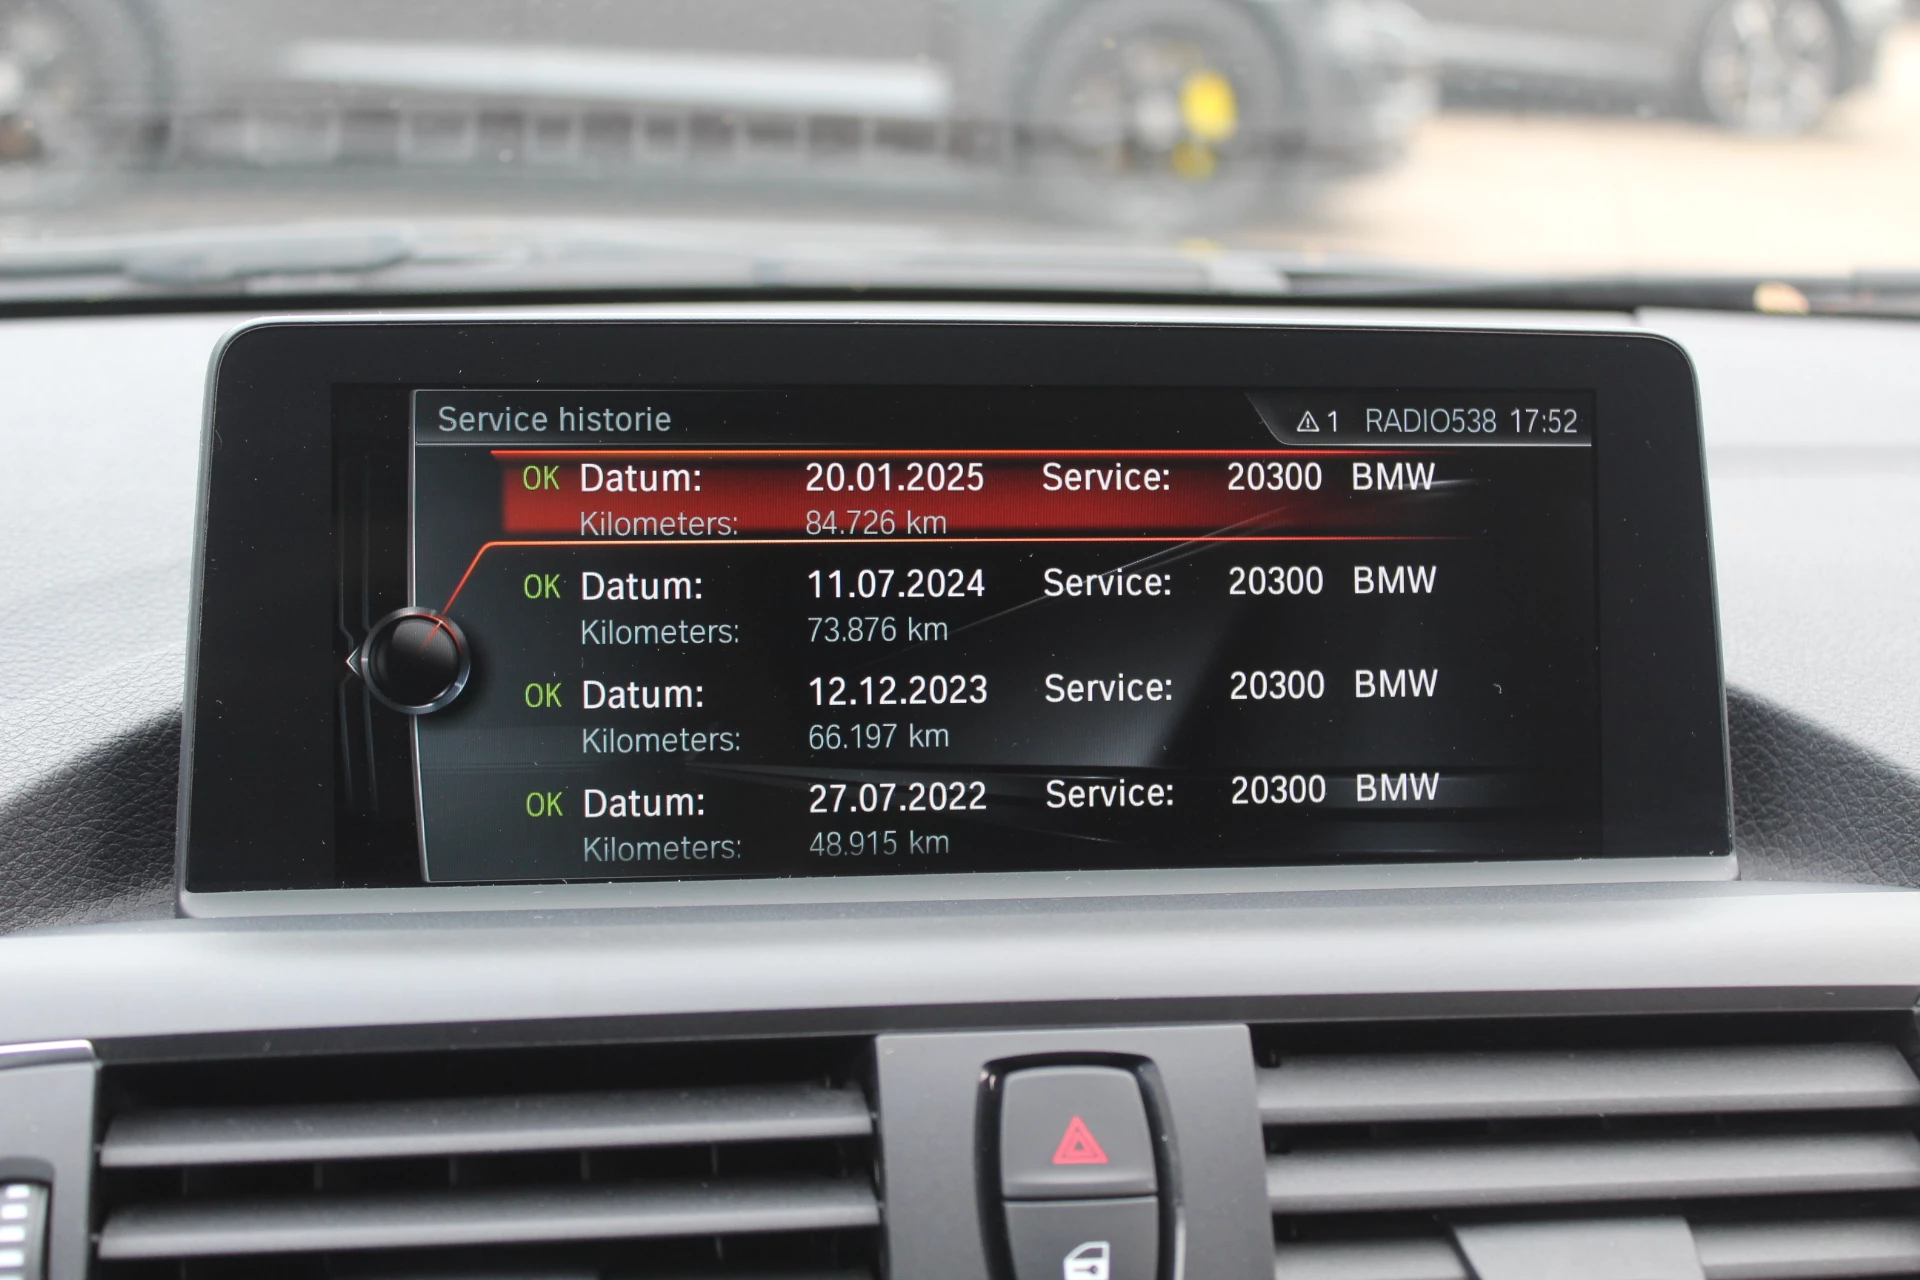 Service historie 1 RADIO538 17:52
OK Datum: 20.01.2025 Service: 20300 BMW
Kilometers: 84.726 km
OK Datum: 11.07.2024 Service: 20300 BMW
Kilometers: 73.876 km
OK Datum: 12.12.2023 Service: 20300 BMW
Kilometers: 66.197 km
OK Datum: 27.07.2022 Service: 20300 BMW
Kilometers: 48.915 km